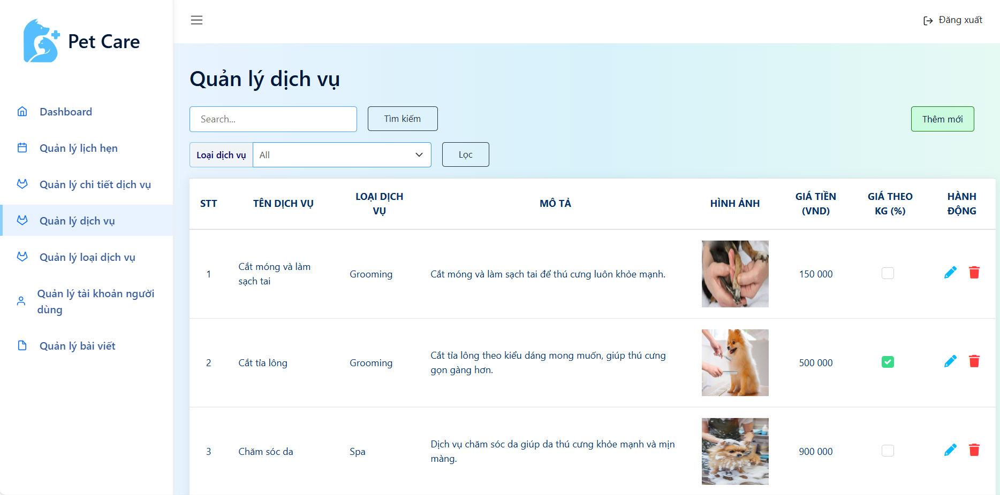 Pet Care
Dashboard
Quản lý lịch hẹn
Quản lý chi tiết dịch vụ
Quản lý dịch vụ
Quản lý loại dịch vụ
Quản lý tài khoản người
dùng
Quản lý bài viết
Đăng xuất
Quản lý dịch vụ
Search...
Tìm kiếm
Thêm mới
Loại dịch vụ
All
Lọc
STT
TÊN DỊCH VỤ
LOẠI DỊCH
VỤ
MÔ TẢ
HÌNH ẢNH
GIÁ TIỀN
(VND)
GIÁ THEO
KG (%)
HÀNH
ĐỘNG
1
Cắt móng và làm
sạch tai
Grooming
Cắt móng và làm sạch tai để thú cưng luôn khỏe mạnh.
150 000
2
Cắt tỉa lông
Grooming
Cắt tỉa lông theo kiểu dáng mong muốn, giúp thú cưng
gọn gàng hơn.
500 000
3
Chăm sóc da
Spa
Dịch vụ chăm sóc da giúp da thú cưng khỏe mạnh và mịn
màng.
900 000